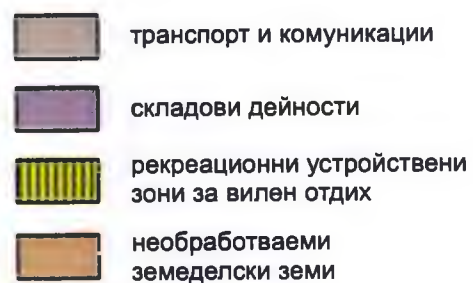 транспорт и комуникации
складови дейности
рекреационни устройствени
зони за вилен отдих
необработваеми
земеделски земи